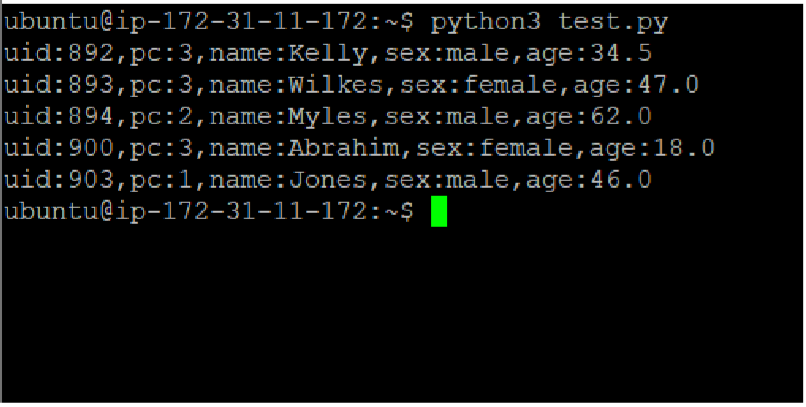 ubuntu@ip-172-31-11-172:~$ python3 test.py
uid:892,pc:3,name:Kelly,sex:male,age:34.5
uid:893,pc:3,name:Wilkes,sex:female,age:47.0
uid:894,pc:2,name:Myles,sex:male,age:62.0
uid:900,pc:3,name:Abrahim,sex:female,age:18.0
uid:903,pc:1,name:Jones,sex:male,age:46.0
ubuntu@ip-172-31-11-172:~$